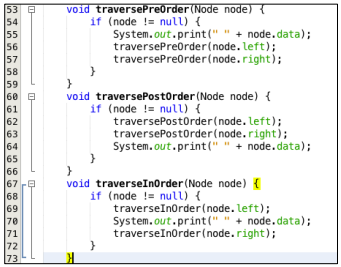 53 void traversePreOrder(Node node) {
54 if (node != null) {
55 System.out.print(" " + node.data);
56 traversePreOrder(node.left);
57 traversePreOrder(node.right);
58 }
59 }
60 void traversePostOrder(Node node) {
61 if (node != null) {
62 traversePostOrder(node.left);
63 traversePostOrder(node.right);
64 System.out.print(" " + node.data);
65 }
66 }
67 void traverseInOrder(Node node) {
68 if (node != null) {
69 traverseInOrder(node.left);
70 System.out.print(" " + node.data);
71 traverseInOrder(node.right);
72 }
73 }